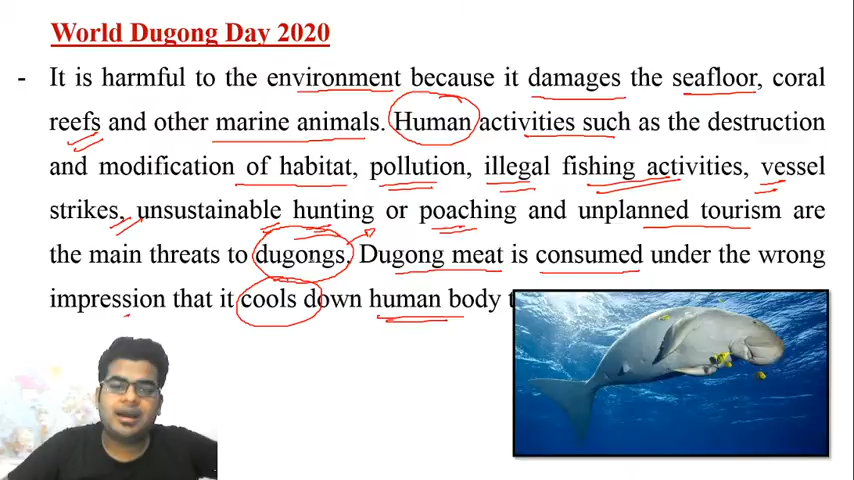 World Dugong Day 2020
- It is harmful to the environment because it damages the seafloor, coral
reefs and other marine animals. Human activities such as the destruction
and modification of habitat, pollution, illegal fishing activities, vessel
strikes, unsustainable hunting or poaching and unplanned tourism are
the main threats to dugongs. Dugong meat is consumed under the wrong
impression that it cools down human body